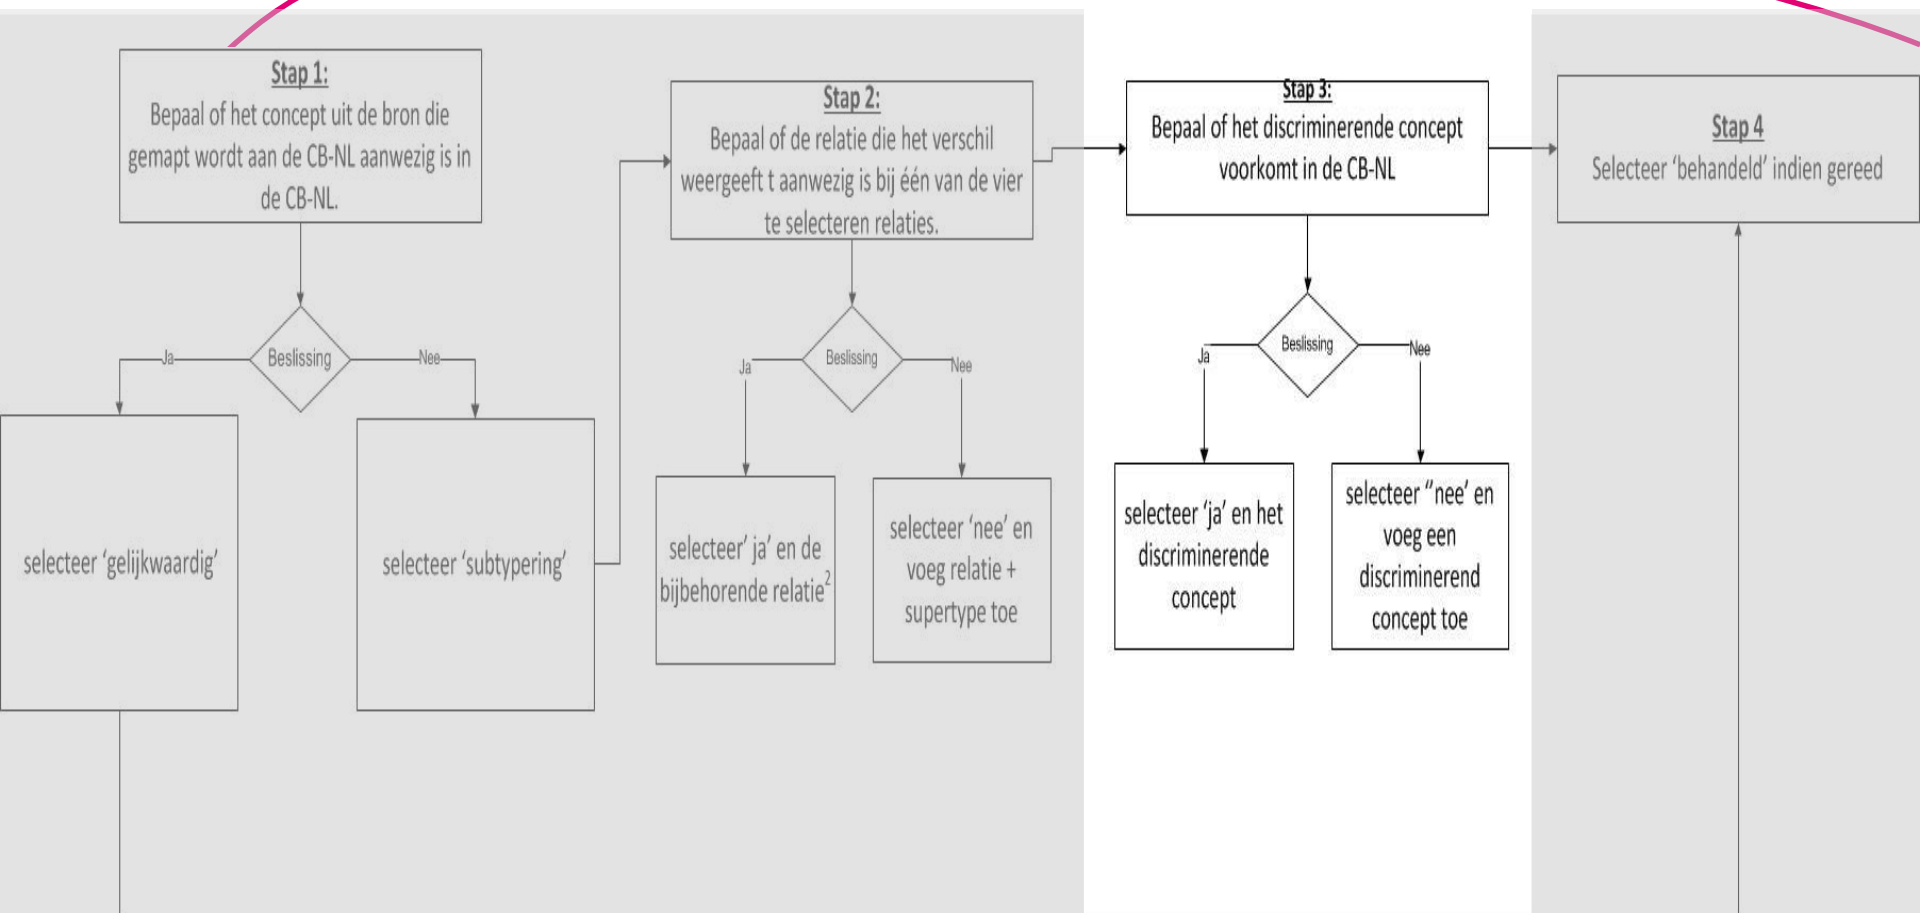 Stap 1:
Bepaal of het concept uit de bron die
gemapt wordt aan de CB-NL aanwezig is in
de CB-NL.
Beslissing
Ja
Nee
selecteer ‘gelijkwaardig’
selecteer ‘subtypering’
Stap 2:
Bepaal of de relatie die het verschil
weergeeft t aanwezig is bij één van de vier
te selecteren relaties.
Beslissing
Ja
Nee
selecteer’ ja’ en de
bijbehorende relatie2
selecteer ‘nee’ en
voeg relatie +
supertype toe
Stap 3:
Bepaal of het discriminerende concept
voorkomt in de CB-NL
Beslissing
Ja
Nee
selecteer ‘ja’ en het
discriminerende
concept
selecteer ‘’nee’ en
voeg een
discriminerend
concept toe
Stap 4
Selecteer ‘behandeld’ indien gereed